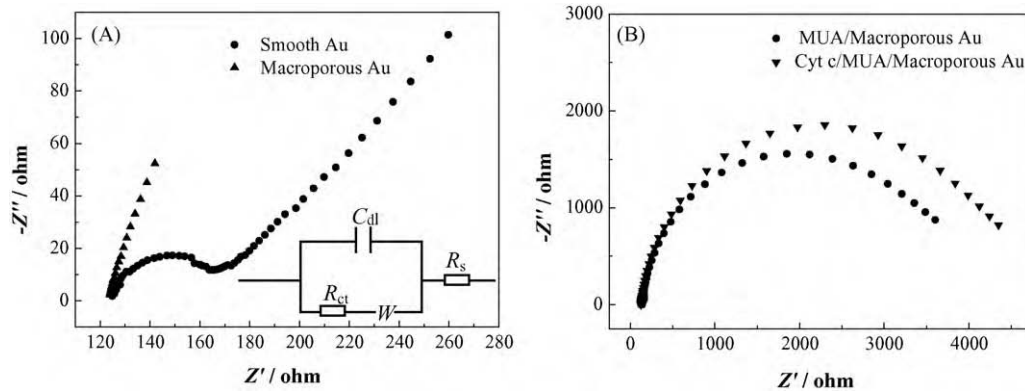 (A)
Smooth Au
Macroporous Au
-Z'' / ohm
100
80
60
40
20
0
120 140 160 180 200 220 240 260 280
Z' / ohm
Cdl
Rct
W
Rs
(B)
MUA/Macroporous Au
Cyt c/MUA/Macroporous Au
-Z'' / ohm
3000
2000
1000
0
0 1000 2000 3000 4000
Z' / ohm